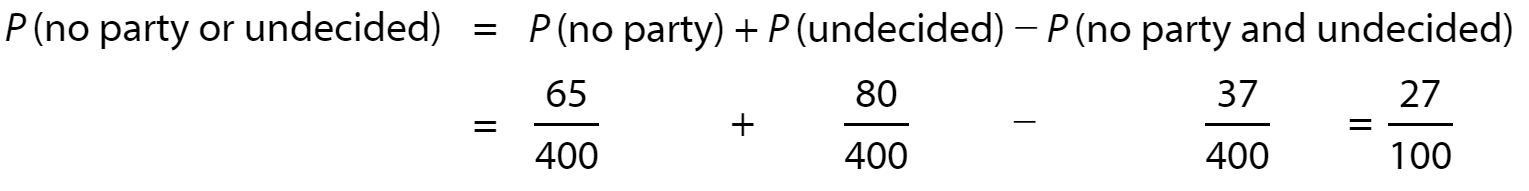 P(no party or undecided) = P(no party) + P(undecided) − P(no party and undecided)
= 65/400 + 80/400 − 37/400 = 27/100